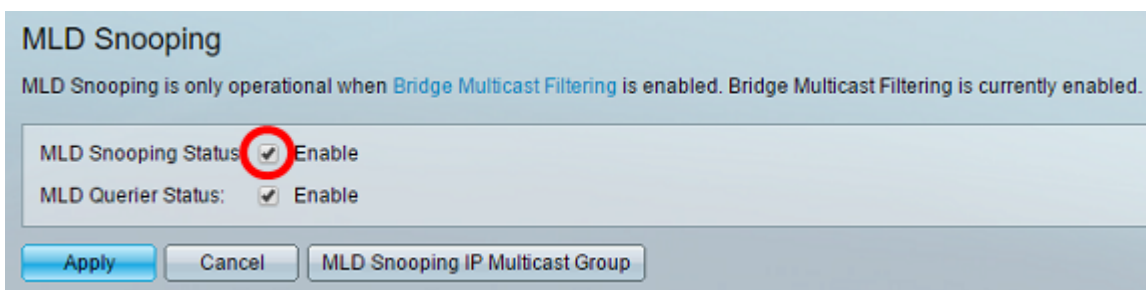 MLD Snooping
MLD Snooping is only operational when Bridge Multicast Filtering is enabled. Bridge Multicast Filtering is currently enabled.
MLD Snooping Status Enable
MLD Querier Status: Enable
Apply Cancel MLD Snooping IP Multicast Group